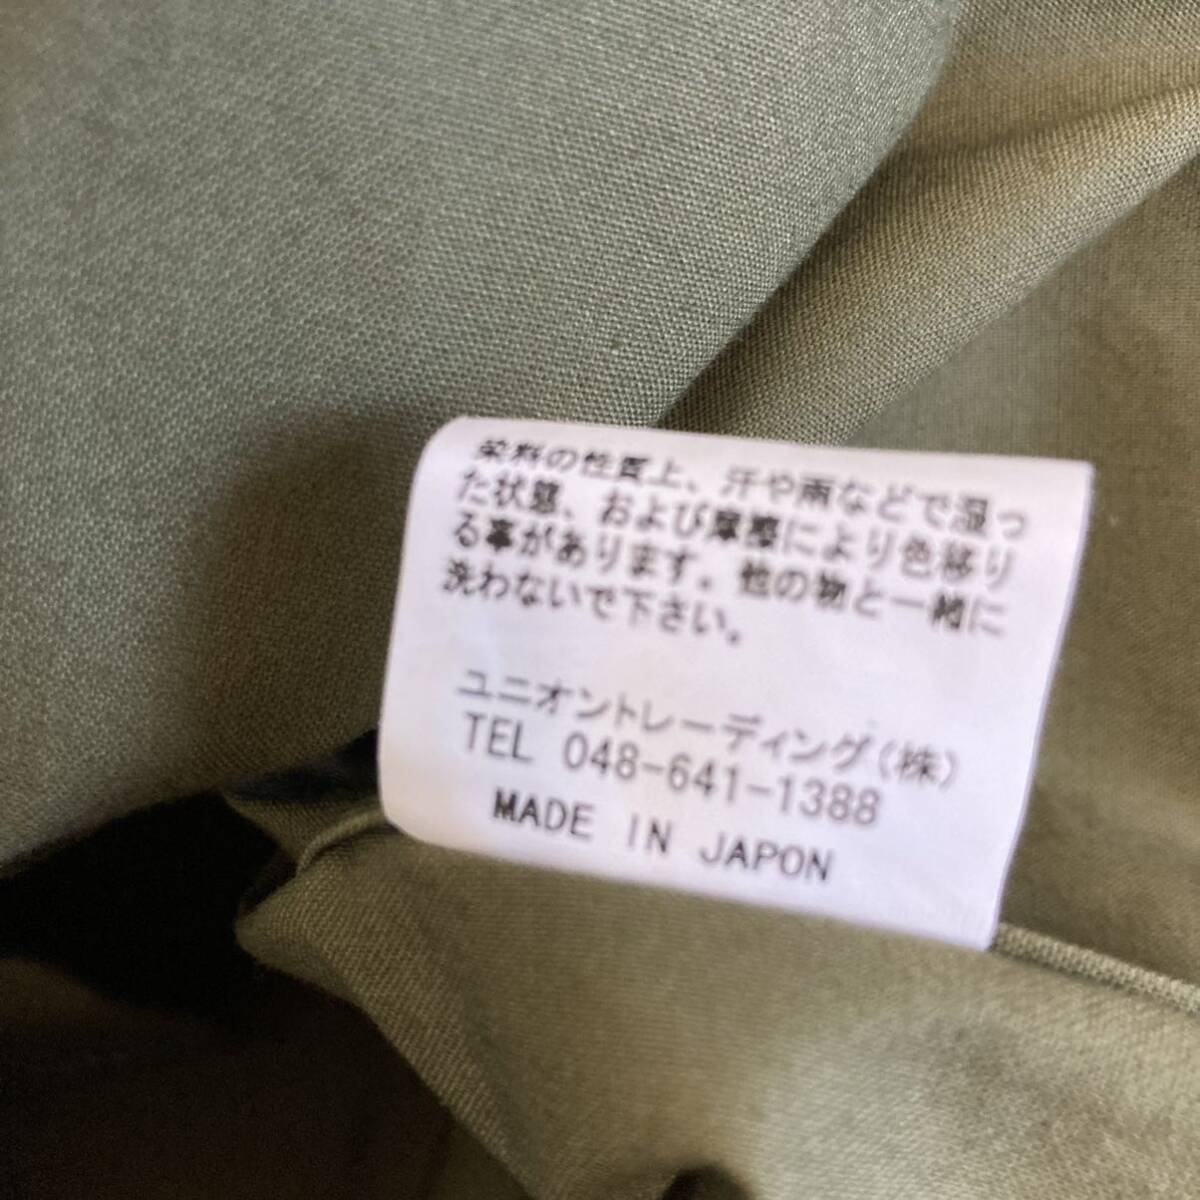 染料の性質上、汗や雨などで湿っ
た状態、および摩擦により色移り
る事があります。他の物と一緒に
洗わないで下さい。
ユニオントレーディング(株)
TEL 048-641-1388
MADE IN JAPON